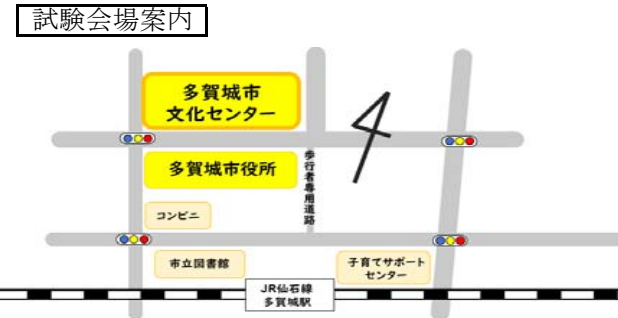 試験会場案内
多賀城市
文化センター
多賀城市役所
歩行者専用道路
コンビニ
市立図書館
子育てサポート
センター
JR仙石線
多賀城駅